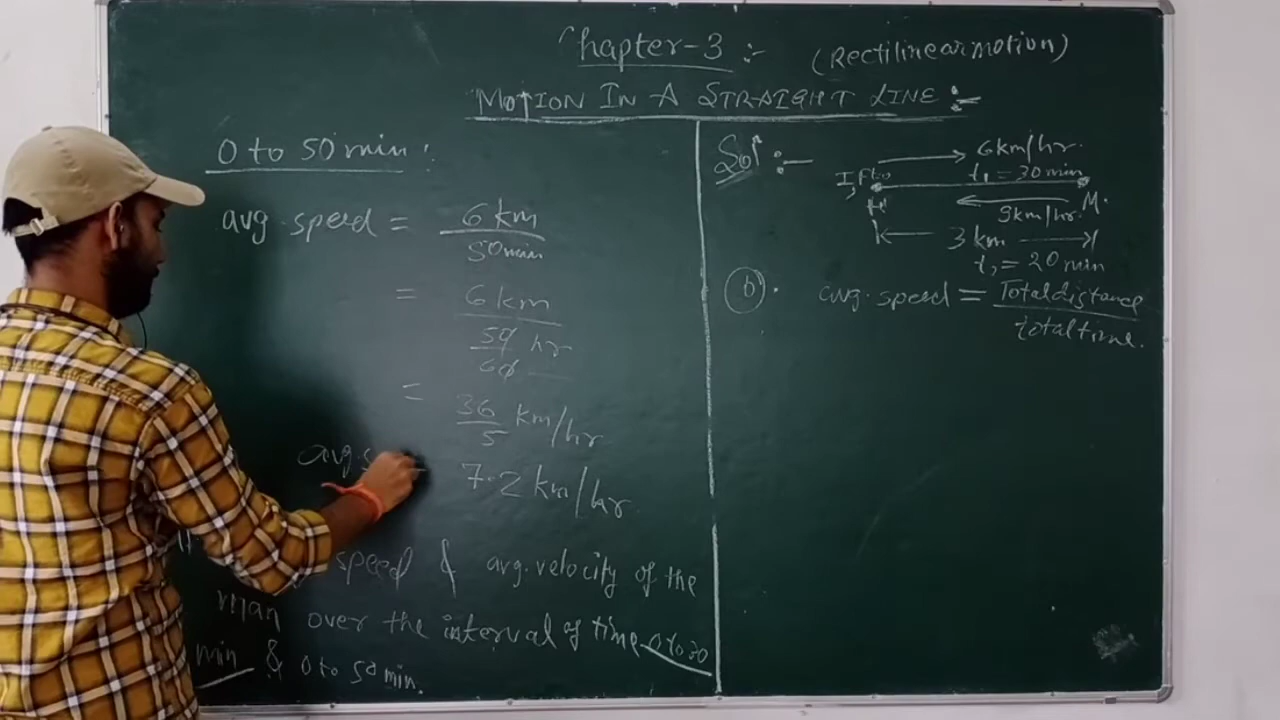 Chapter-3 :- (Rectilinear motion)
MOTION IN A STRAIGHT LINE :-
0 to 50 min :
avg. speed = 6 km
50 min
= 6 km
50 hr
60
= 36 km/hr
5
avg. = 7.2 km/hr
speed & avg. velocity of the
man over the interval of time 0 to 30
min & 0 to 50 min.
Sol :-
6 km/hr.
t₁ = 30 min
M.
9 km/hr.
3 km
= 20 min
(b) . avg. speed = Total distance
total time.